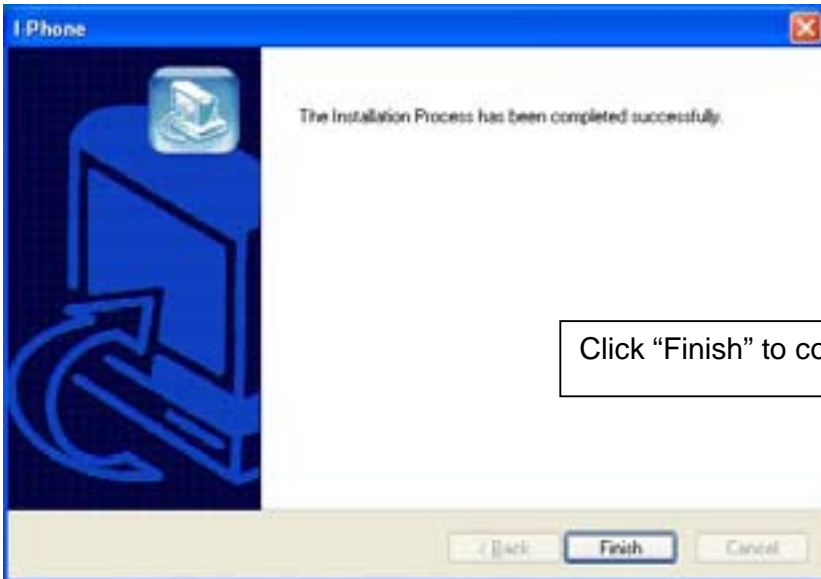 I-Phone
The Installation Process has been completed successfully.
Click “Finish” to co
< Back
Finish
Cancel